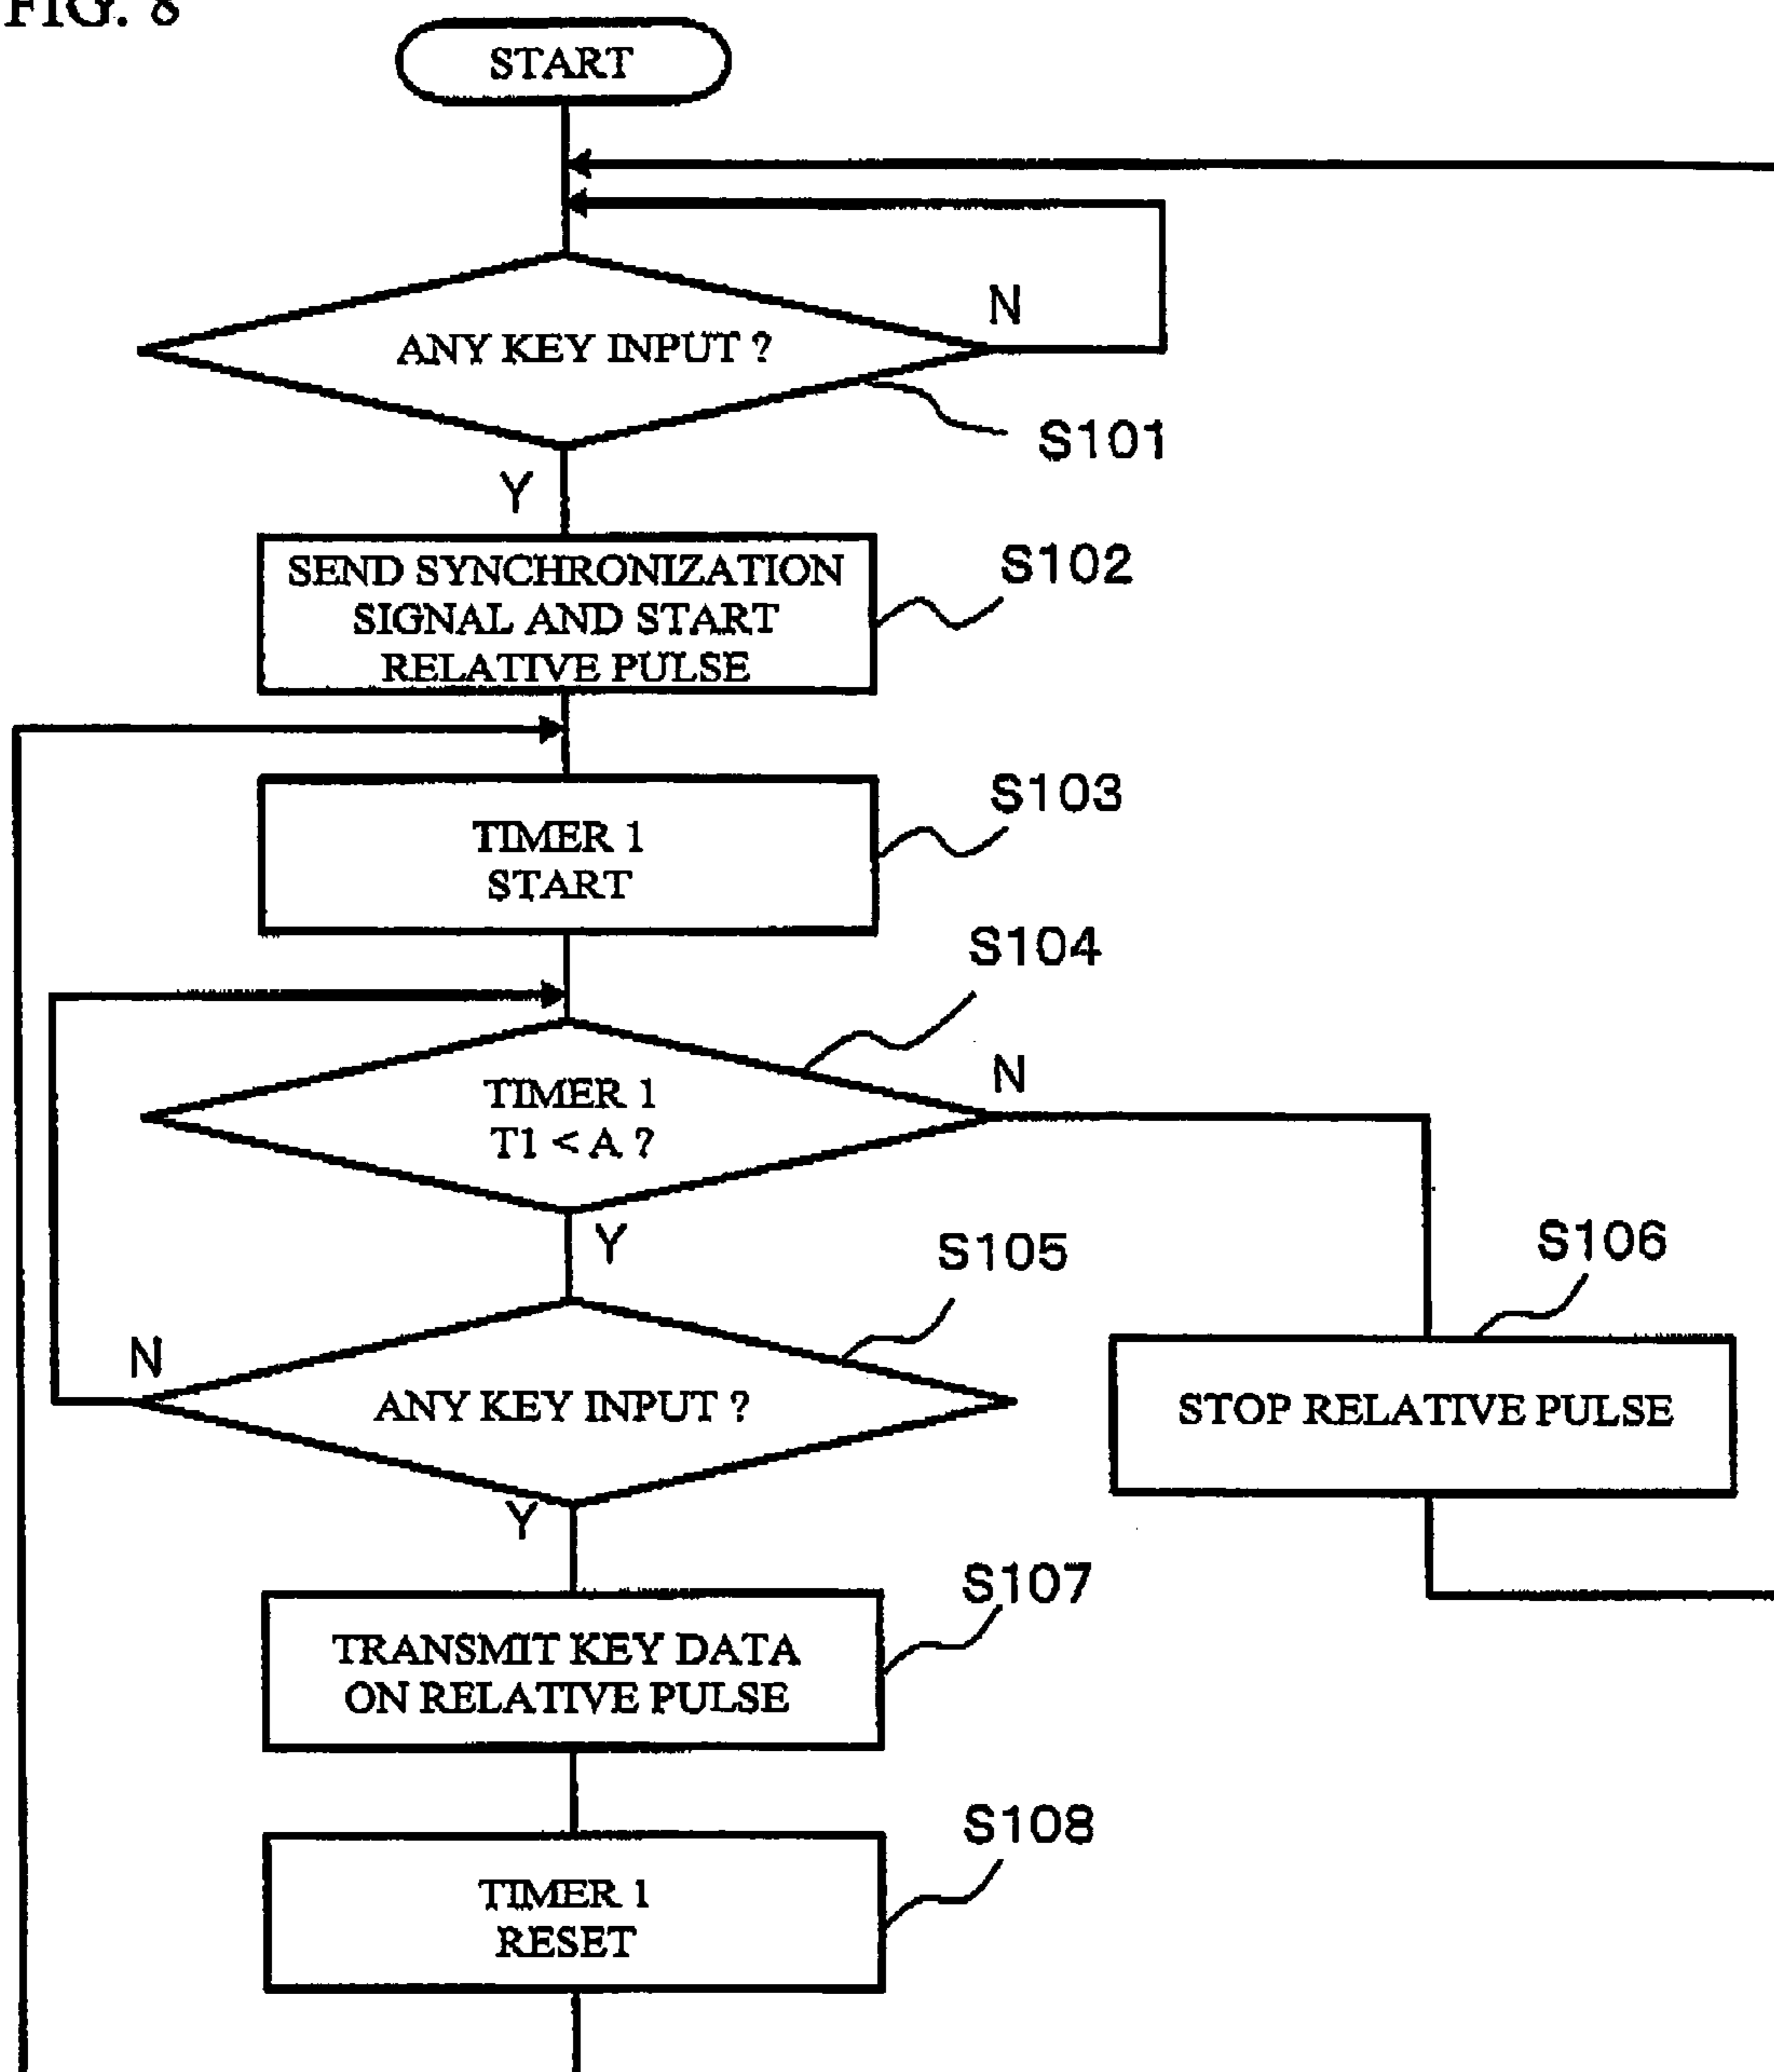 FIG. 8
START
ANY KEY INPUT ?
N
S101
Y
SEND SYNCHRONIZATION
SIGNAL AND START
RELATIVE PULSE
S102
TIMER 1
START
S103
S104
TIMER 1
T1 < A ?
N
Y
S105
S106
ANY KEY INPUT ?
N
STOP RELATIVE PULSE
Y
S107
TRANSMIT KEY DATA
ON RELATIVE PULSE
S108
TIMER 1
RESET